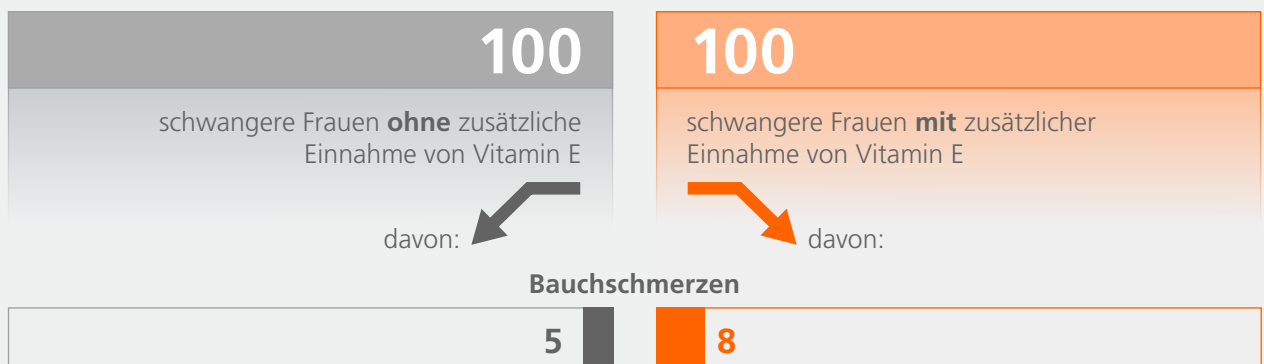 100
schwangere Frauen ohne zusätzliche
Einnahme von Vitamin E
davon:
100
schwangere Frauen mit zusätzlicher
Einnahme von Vitamin E
davon:
Bauchschmerzen
5
8